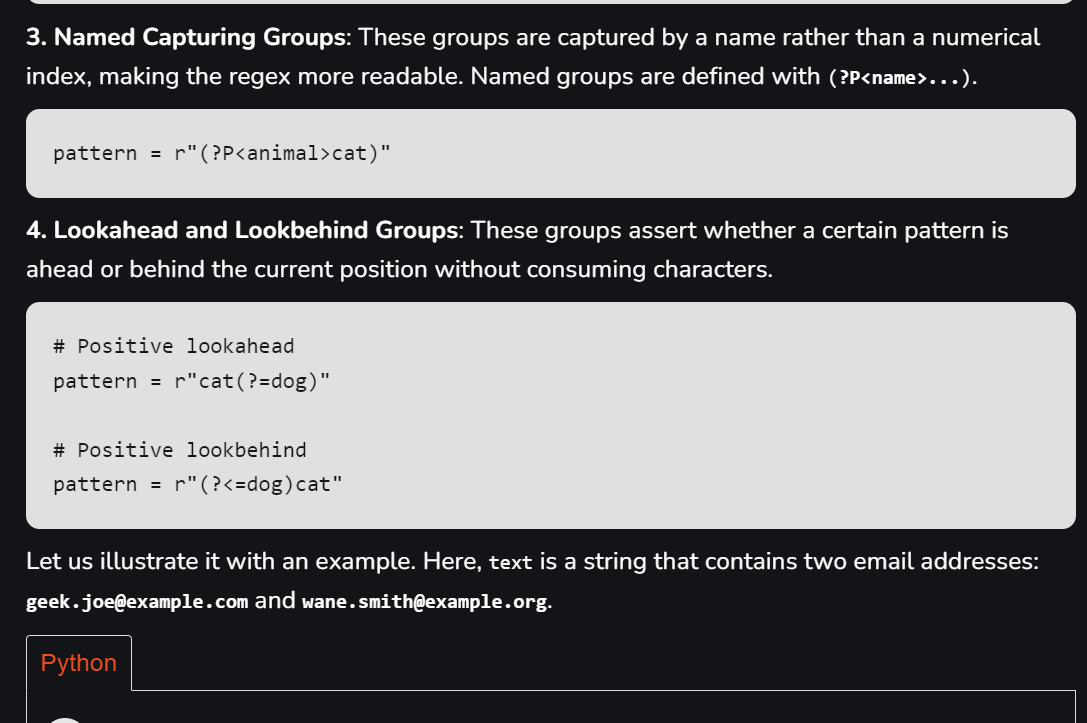 3. Named Capturing Groups: These groups are captured by a name rather than a numerical
index, making the regex more readable. Named groups are defined with (?P<name>...).
pattern = r"(?P<animal>cat)"
4. Lookahead and Lookbehind Groups: These groups assert whether a certain pattern is
ahead or behind the current position without consuming characters.
# Positive lookahead
pattern = r"cat(?=dog)"
# Positive lookbehind
pattern = r"(?<=dog)cat"
Let us illustrate it with an example. Here, text is a string that contains two email addresses:
geek.joe@example.com and wane.smith@example.org.
Python